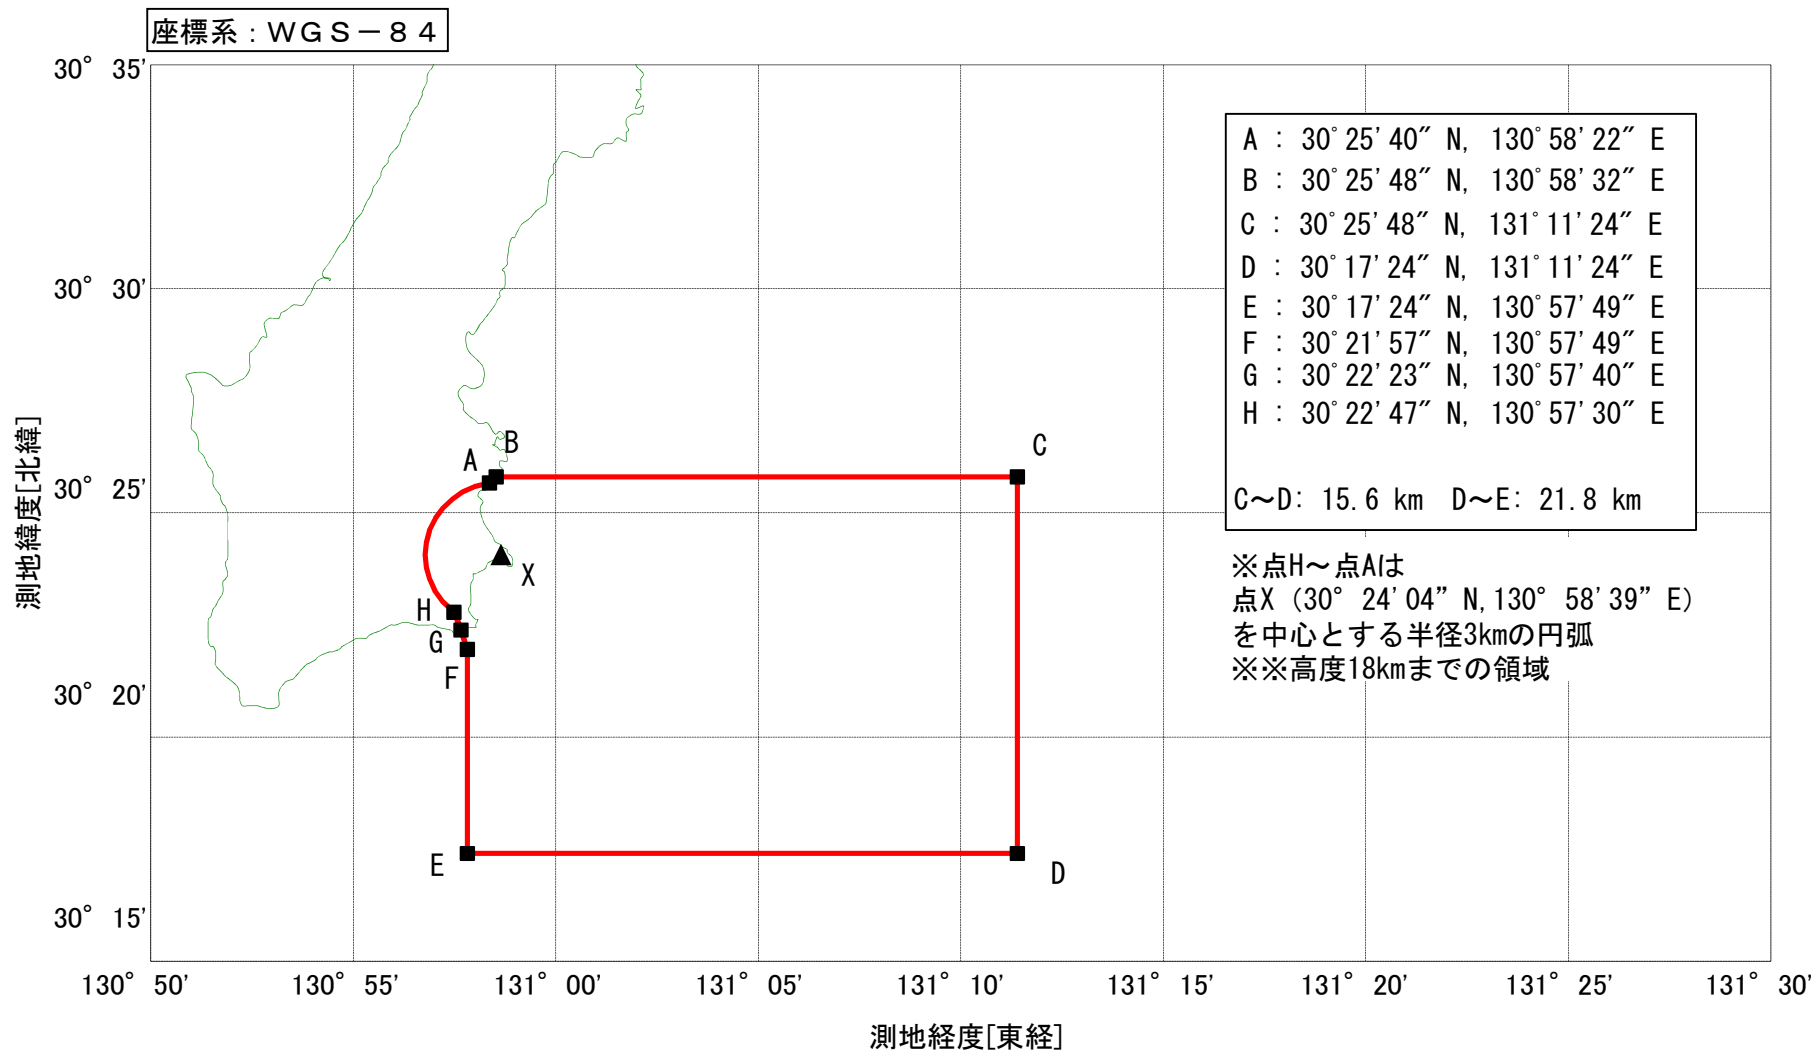 座標系：ＷＧＳ－８４
30° 35'
30° 30'
30° 25'
30° 20'
30° 15'
測地緯度[北緯]
130° 50'
130° 55'
131° 00'
131° 05'
131° 10'
131° 15'
131° 20'
131° 25'
131° 30'
測地経度[東経]
A
B
C
X
H
G
F
E
D
A : 30°25'40" N, 130°58'22" E
B : 30°25'48" N, 130°58'32" E
C : 30°25'48" N, 131°11'24" E
D : 30°17'24" N, 131°11'24" E
E : 30°17'24" N, 130°57'49" E
F : 30°21'57" N, 130°57'49" E
G : 30°22'23" N, 130°57'40" E
H : 30°22'47" N, 130°57'30" E
C～D: 15.6 km D～E: 21.8 km
※点H～点Aは
点X（30° 24'04” N,130° 58'39” E）
を中心とする半径3kmの円弧
※※高度18kmまでの領域